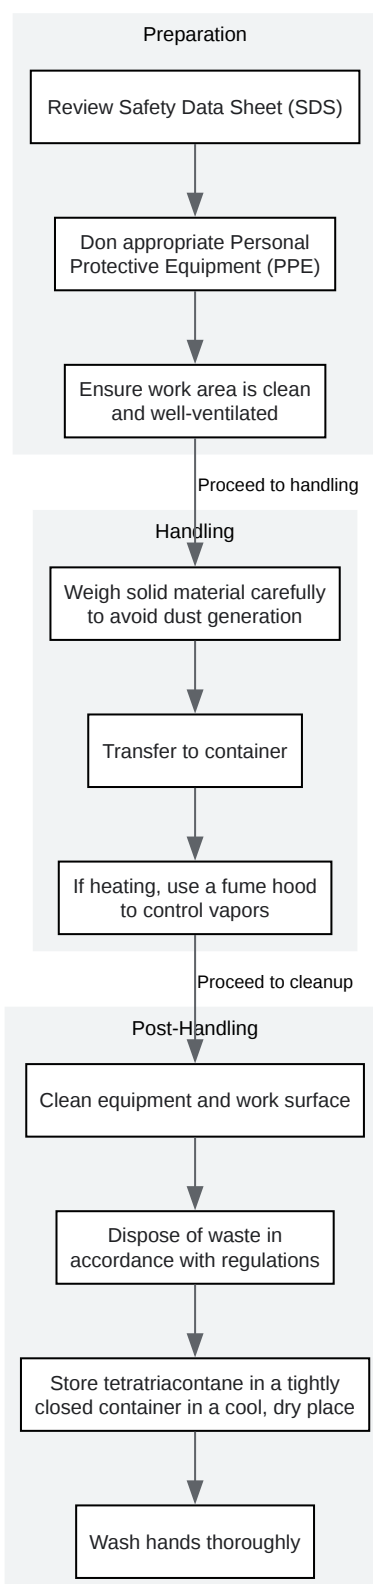 Preparation
Review Safety Data Sheet (SDS)
Don appropriate Personal
Protective Equipment (PPE)
Ensure work area is clean
and well-ventilated
Proceed to handling
Handling
Weigh solid material carefully
to avoid dust generation
Transfer to container
If heating, use a fume hood
to control vapors
Proceed to cleanup
Post-Handling
Clean equipment and work surface
Dispose of waste in
accordance with regulations
Store tetratriacontane in a tightly
closed container in a cool, dry place
Wash hands thoroughly